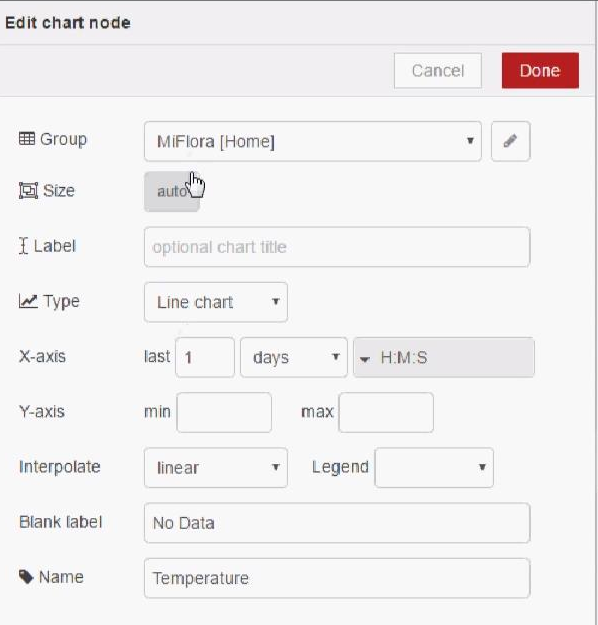 Edit chart node
Cancel Done
Group MiFlora [Home]
Size auto
Label optional chart title
Type Line chart
X-axis last 1 days H:M:S
Y-axis min max
Interpolate linear Legend
Blank label No Data
Name Temperature